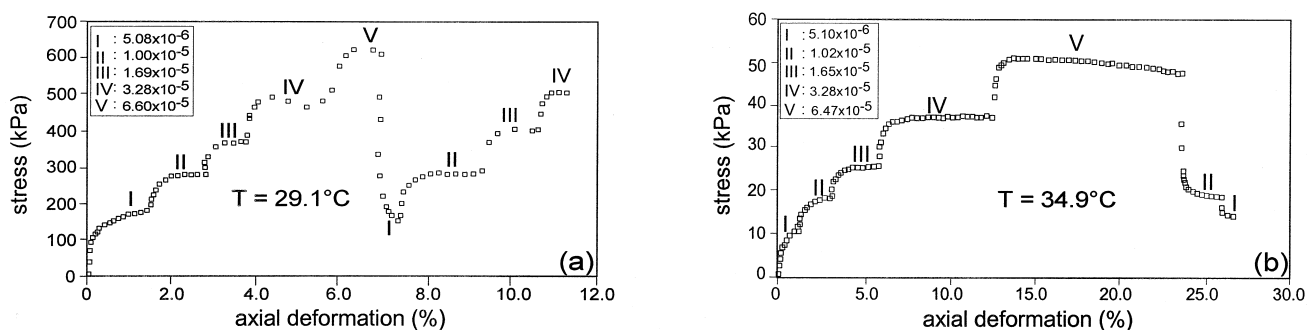 700
600
500
400
300
200
100
0
stress (kPa)
I : 5.08x10-6
II : 1.00x10-5
III : 1.69x10-5
IV : 3.28x10-5
V : 6.60x10-5
I
II
III
IV
V
I
II
III
IV
T = 29.1°C
(a)
0
2.0
4.0
6.0
8.0
10.0
12.0
axial deformation (%)
60
50
40
30
20
10
0
stress (kPa)
I : 5.10x10-6
II : 1.02x10-5
III : 1.65x10-5
IV : 3.28x10-5
V : 6.47x10-5
I
II
III
IV
V
II
I
T = 34.9°C
(b)
0
5.0
10.0
15.0
20.0
25.0
30.0
axial deformation (%)